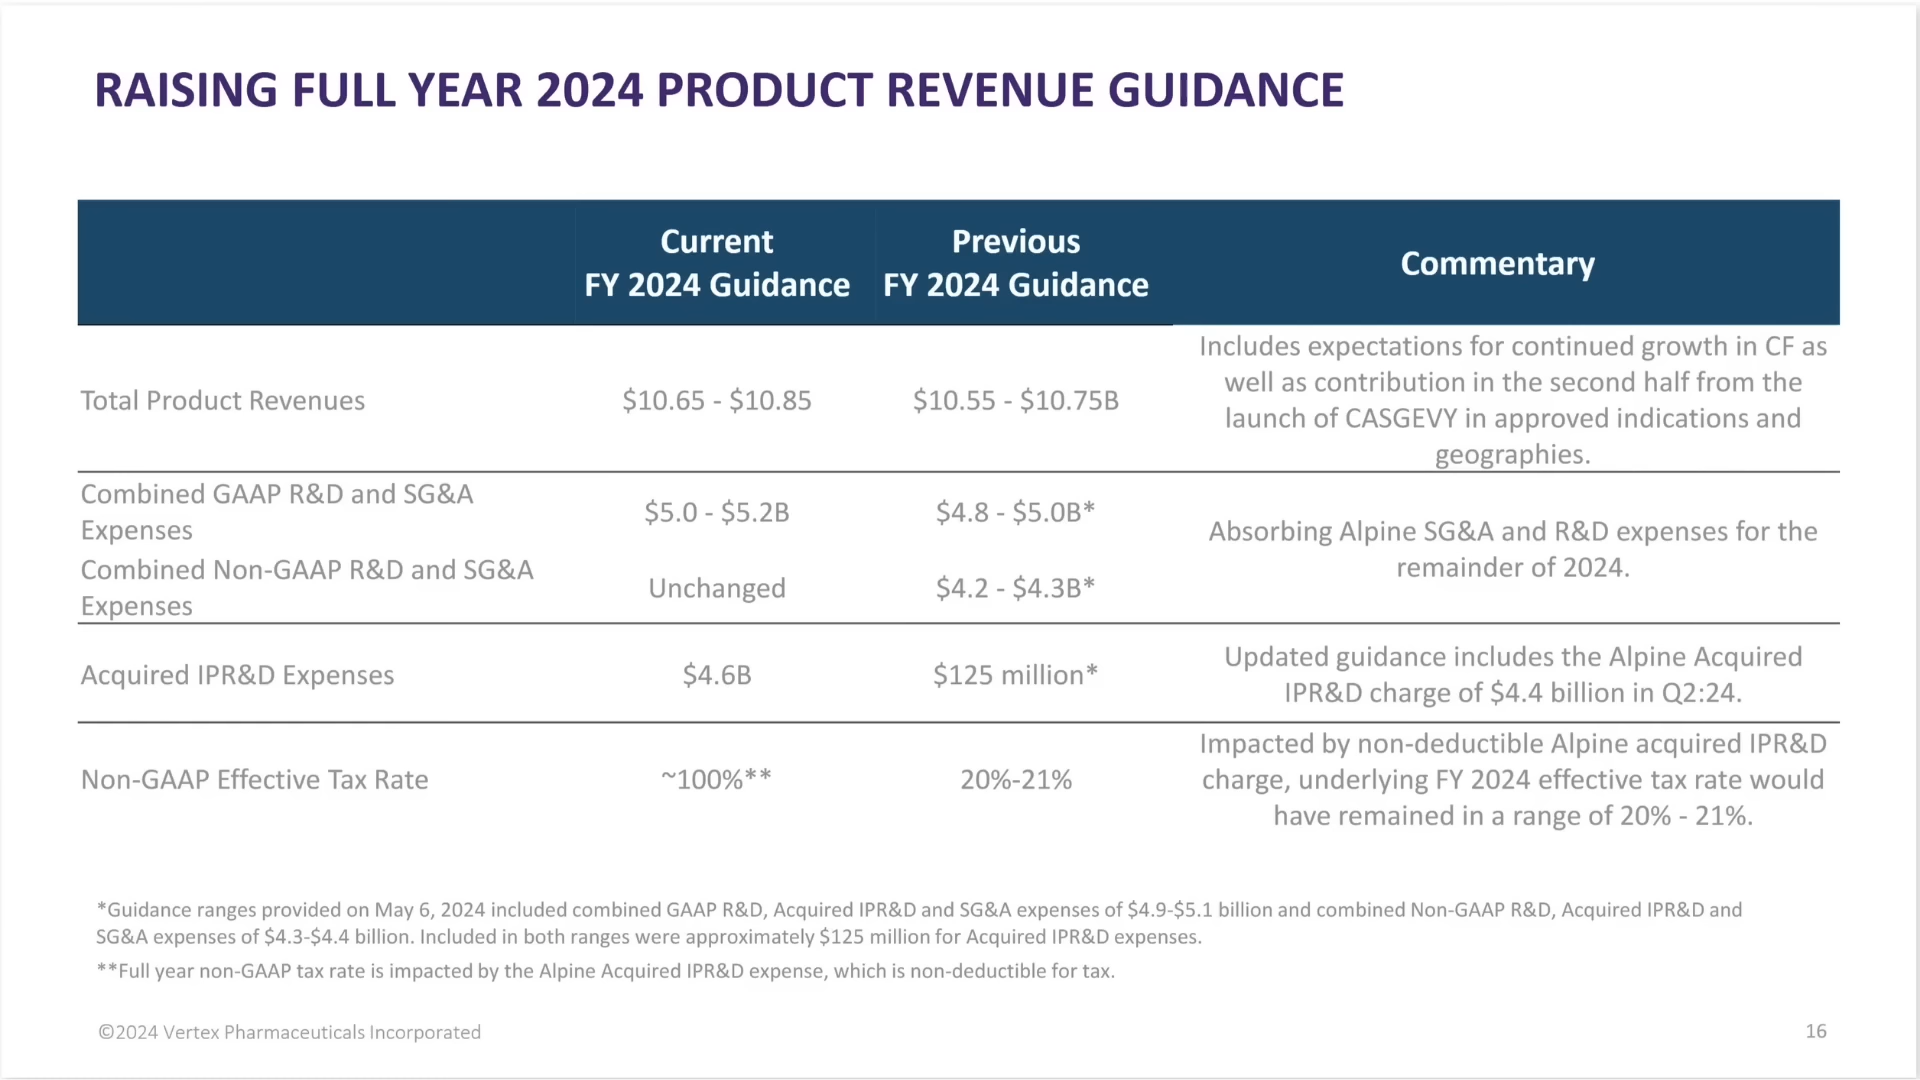 RAISING FULL YEAR 2024 PRODUCT REVENUE GUIDANCE
Current
FY 2024 Guidance
Previous
FY 2024 Guidance
Commentary
Total Product Revenues
$10.65 - $10.85
$10.55 - $10.75B
Includes expectations for continued growth in CF as
well as contribution in the second half from the
launch of CASGEVY in approved indications and
geographies.
Combined GAAP R&D and SG&A
Expenses
$5.0 - $5.2B
$4.8 - $5.0B*
Combined Non-GAAP R&D and SG&A
Expenses
Unchanged
$4.2 - $4.3B*
Absorbing Alpine SG&A and R&D expenses for the
remainder of 2024.
Acquired IPR&D Expenses
$4.6B
$125 million*
Updated guidance includes the Alpine Acquired
IPR&D charge of $4.4 billion in Q2:24.
Non-GAAP Effective Tax Rate
~100%**
20%-21%
Impacted by non-deductible Alpine acquired IPR&D
charge, underlying FY 2024 effective tax rate would
have remained in a range of 20% - 21%.
*Guidance ranges provided on May 6, 2024 included combined GAAP R&D, Acquired IPR&D and SG&A expenses of $4.9-$5.1 billion and combined Non-GAAP R&D, Acquired IPR&D and
SG&A expenses of $4.3-$4.4 billion. Included in both ranges were approximately $125 million for Acquired IPR&D expenses.
**Full year non-GAAP tax rate is impacted by the Alpine Acquired IPR&D expense, which is non-deductible for tax.
©2024 Vertex Pharmaceuticals Incorporated
16